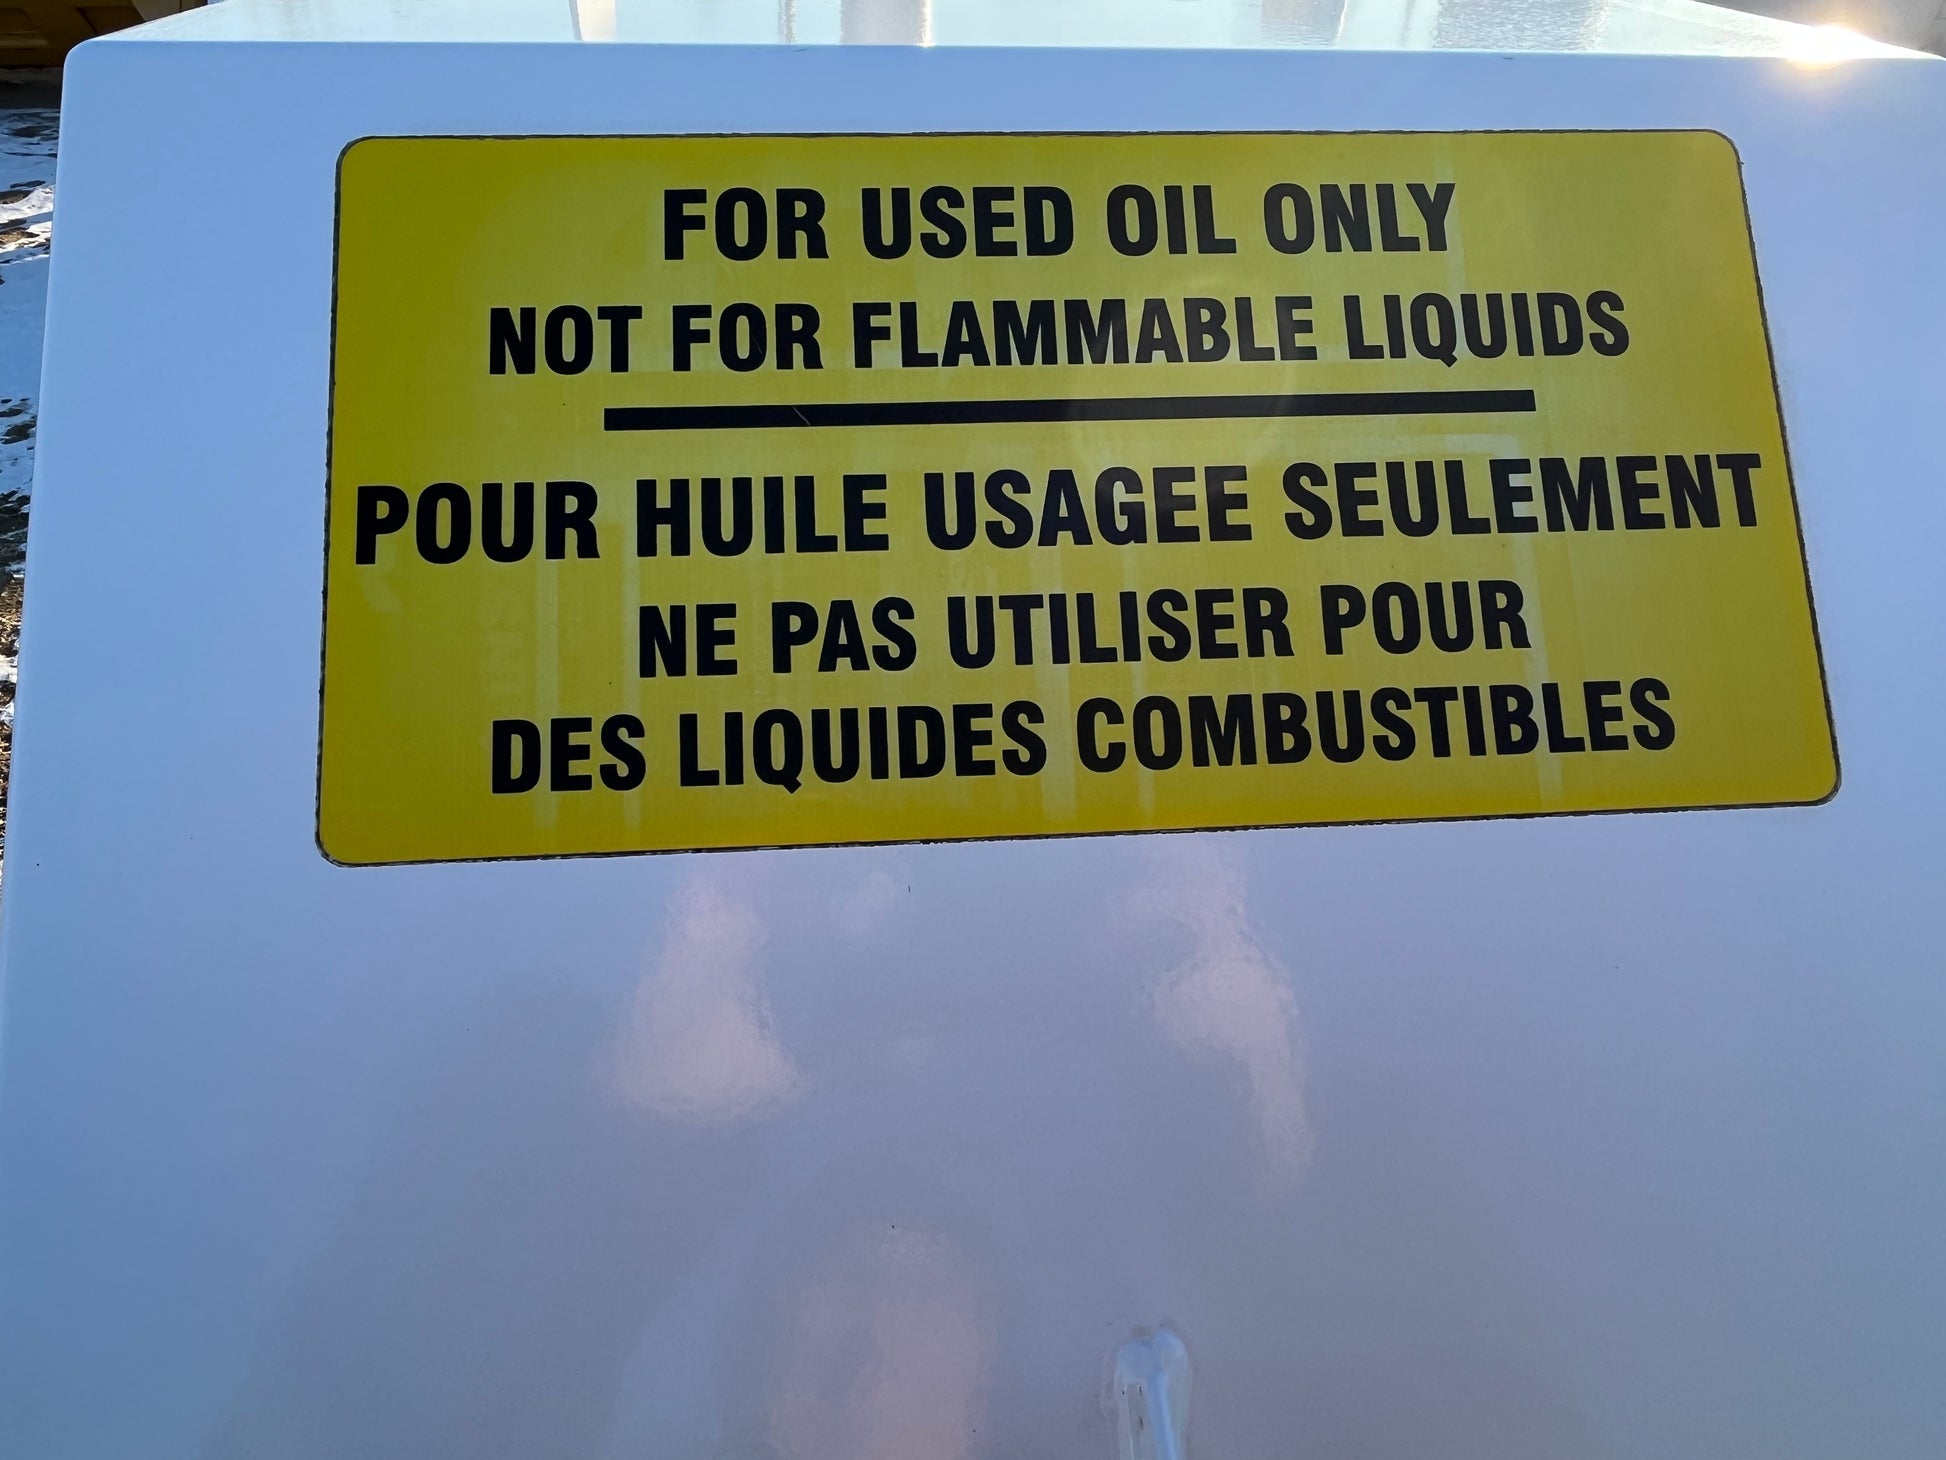 FOR USED OIL ONLY
NOT FOR FLAMMABLE LIQUIDS
POUR HUILE USAGEE SEULEMENT
NE PAS UTILISER POUR
DES LIQUIDES COMBUSTIBLES